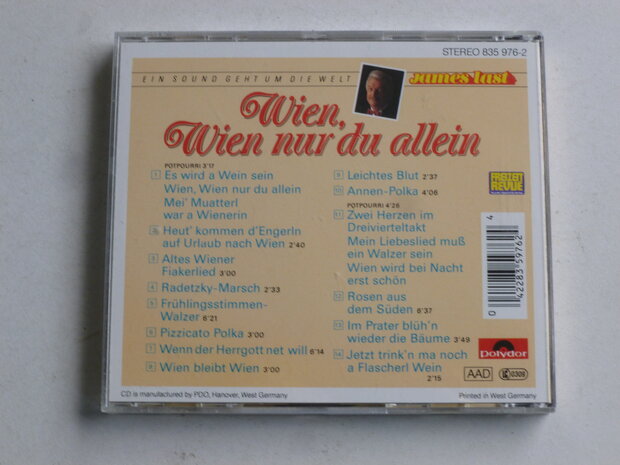 STEREO 835 976-2
EIN SOUND GEHT UM DIE WELT
james last
Wien,
Wien nur du allein
POTPOURRI 3'17
1 Es wird a Wein sein
Wien, Wien nur du allein
Mei' Muatterl
war a Wienerin
2 Heut' kommen d'Engerln
auf Urlaub nach Wien 2'40
3 Altes Wiener
Fiakerlied 3'00
4 Radetzky-Marsch 2'33
5 Frühlingsstimmen-
Walzer 6'21
6 Pizzicato Polka 3'00
7 Wenn der Herrgott net will 6'14
8 Wien bleibt Wien 3'00
9 Leichtes Blut 2'37
10 Annen-Polka 4'06
POTPOURRI 4'26
11 Zwei Herzen im
Dreivierteltakt
Mein Liebeslied muß
ein Walzer sein
Wien wird bei Nacht
erst schön
12 Rosen aus
dem Süden 6'37
13 Im Prater blüh'n
wieder die Bäume 3'49
14 Jetzt trink'n ma noch
a Flascherl Wein
2'15
FREIZEIT
REVUE
0 42283 59762 4
Polydor
AAD
0309
CD is manufactured by PDO, Hanover, West Germany
Printed in West Germany